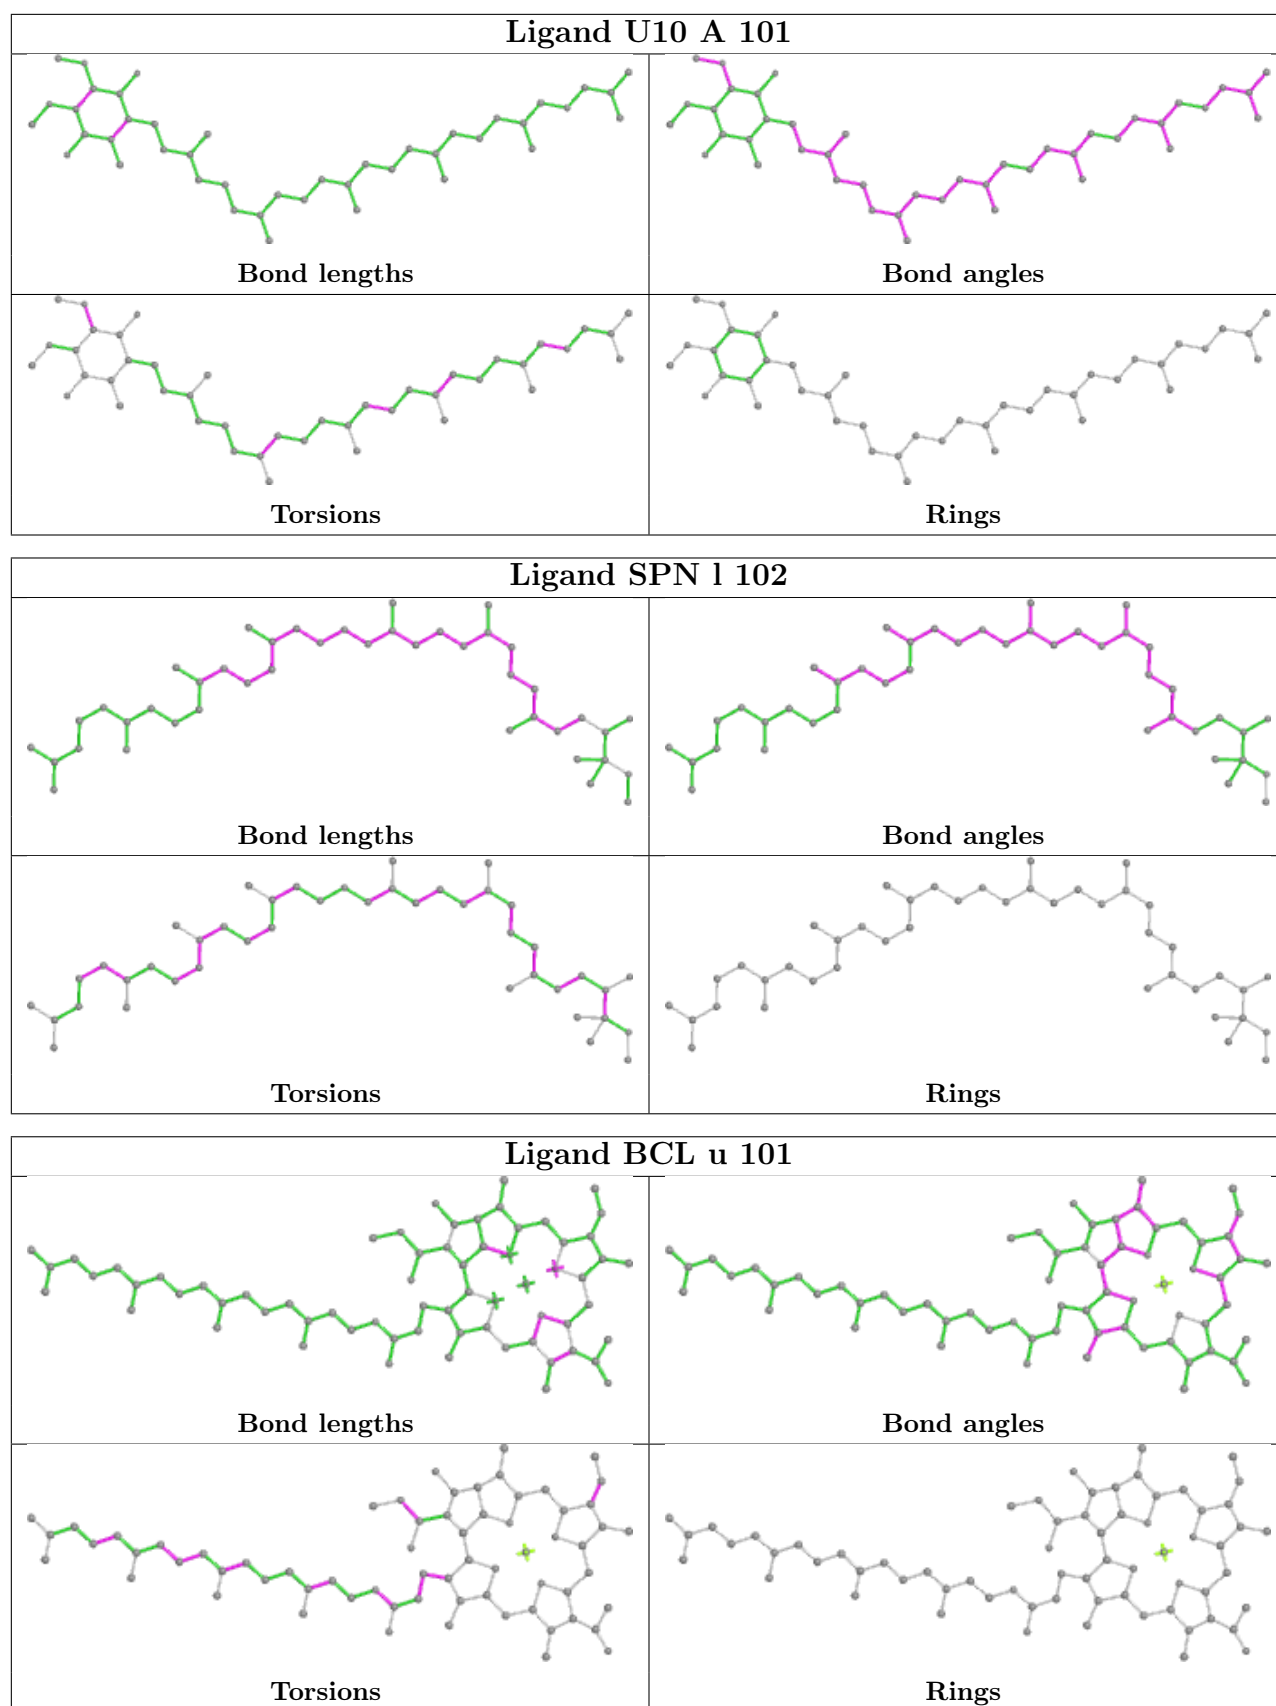 Ligand U10 A 101
Bond lengths
Bond angles
Torsions
Rings
Ligand SPN l 102
Bond lengths
Bond angles
Torsions
Rings
Ligand BCL u 101
Bond lengths
Bond angles
Torsions
Rings